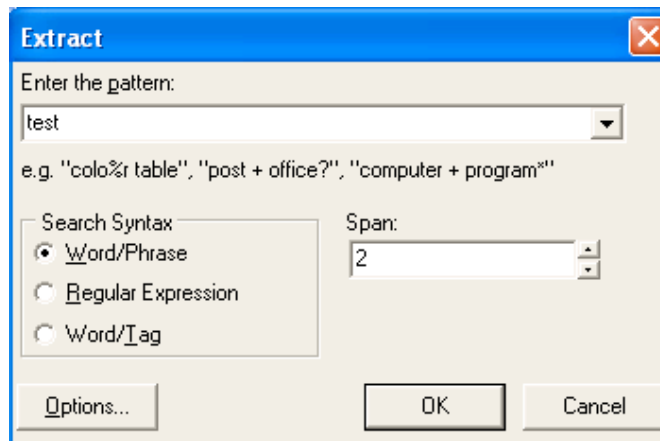 Extract
Enter the pattern:
test
e.g. "colo%r table", "post + office?", "computer + program*"
Search Syntax
Word/Phrase
Regular Expression
Word/Tag
Span:
2
Options...
OK
Cancel